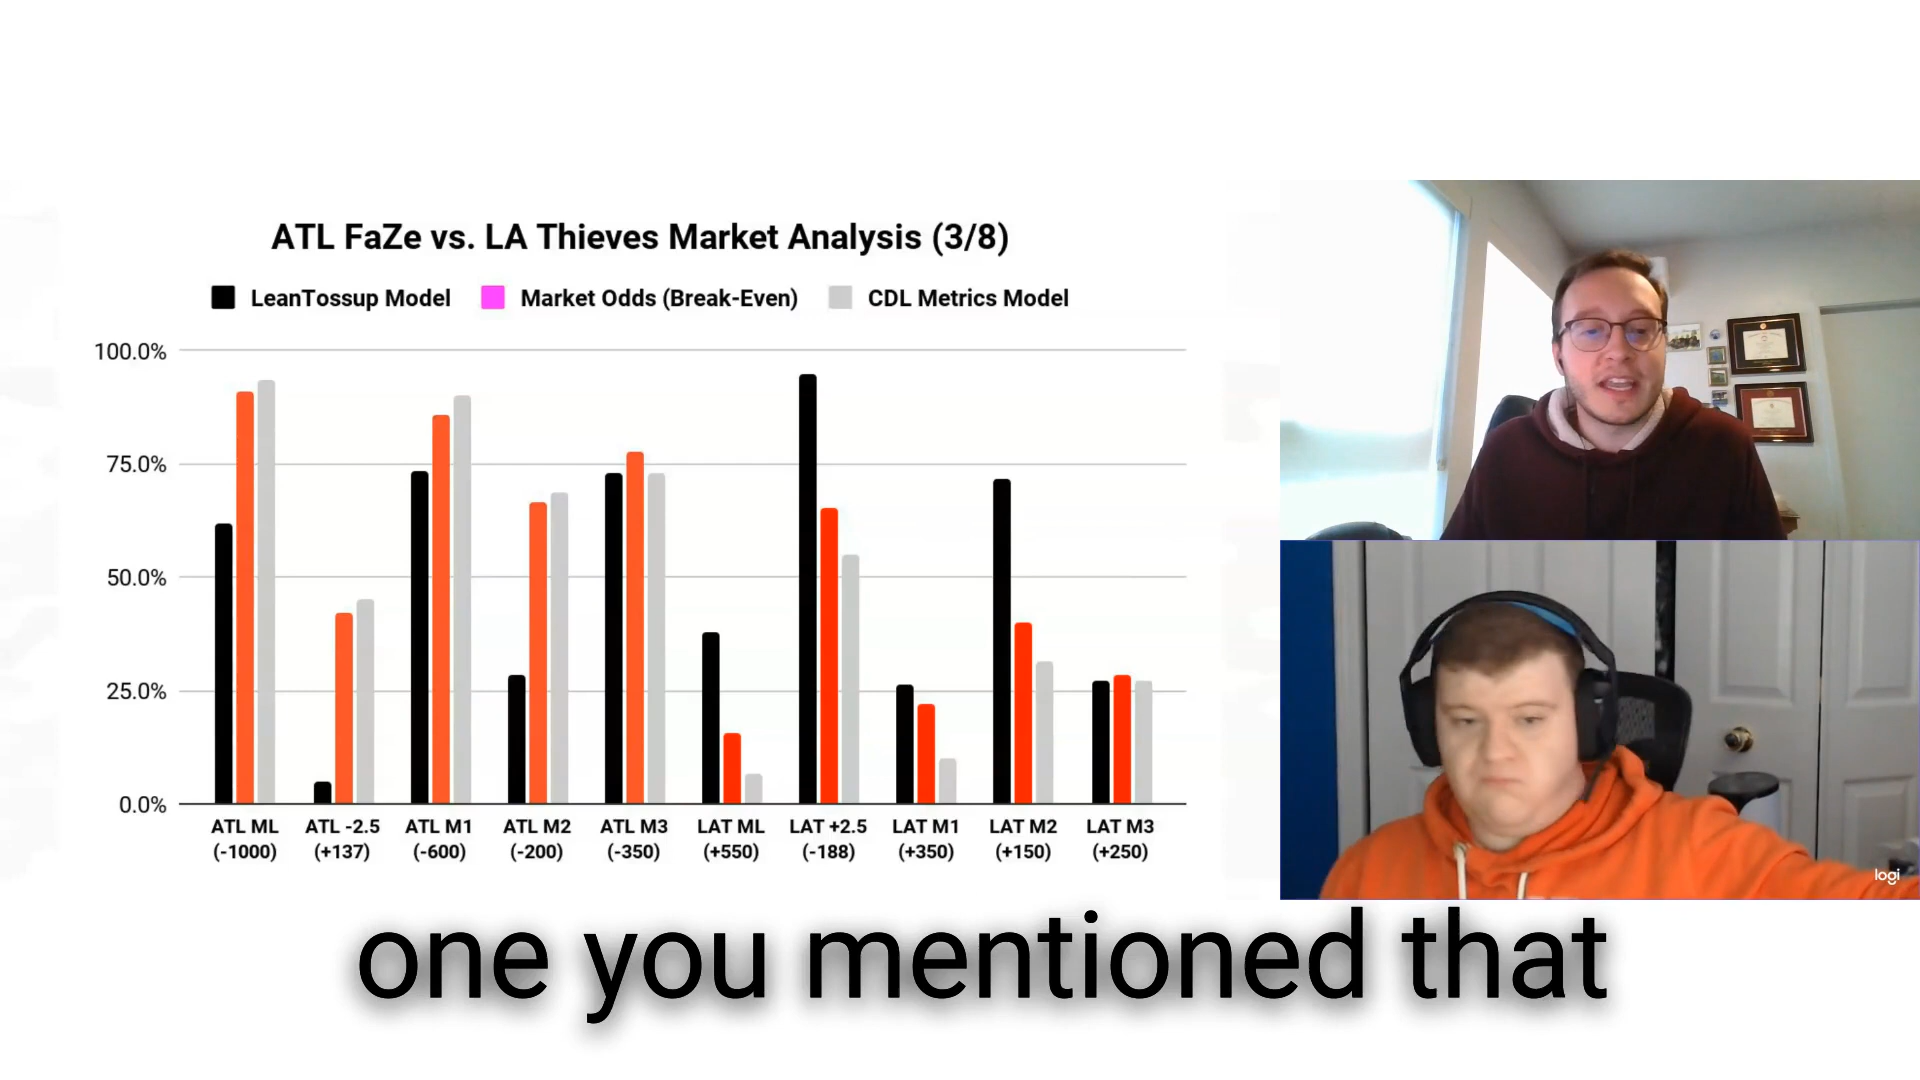 ATL FaZe vs. LA Thieves Market Analysis (3/8)
LeanTossup Model Market Odds (Break-Even) CDL Metrics Model
100.0%
75.0%
50.0%
25.0%
0.0%
ATL ML ATL -2.5 ATL M1 ATL M2 ATL M3 LAT ML LAT +2.5 LAT M1 LAT M2 LAT M3
(-1000) (+137) (-600) (-200) (-350) (+550) (-188) (+350) (+150) (+250)
logi
one you mentioned that